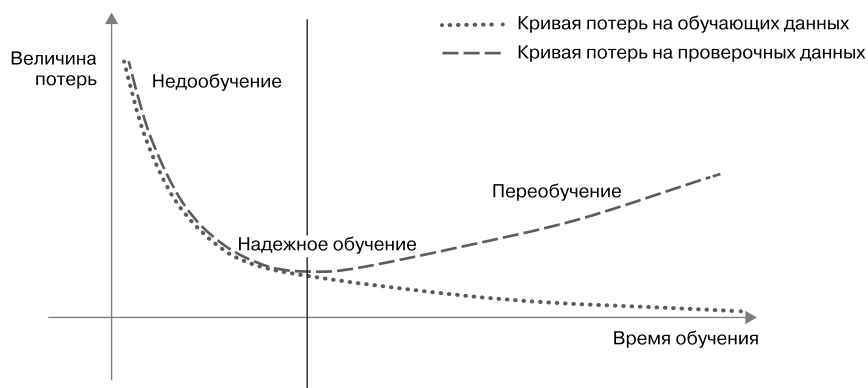 Кривая потерь на обучающих данных
Кривая потерь на проверочных данных
Величина
потерь
Недообучение
Переобучение
Надежное обучение
Время обучения